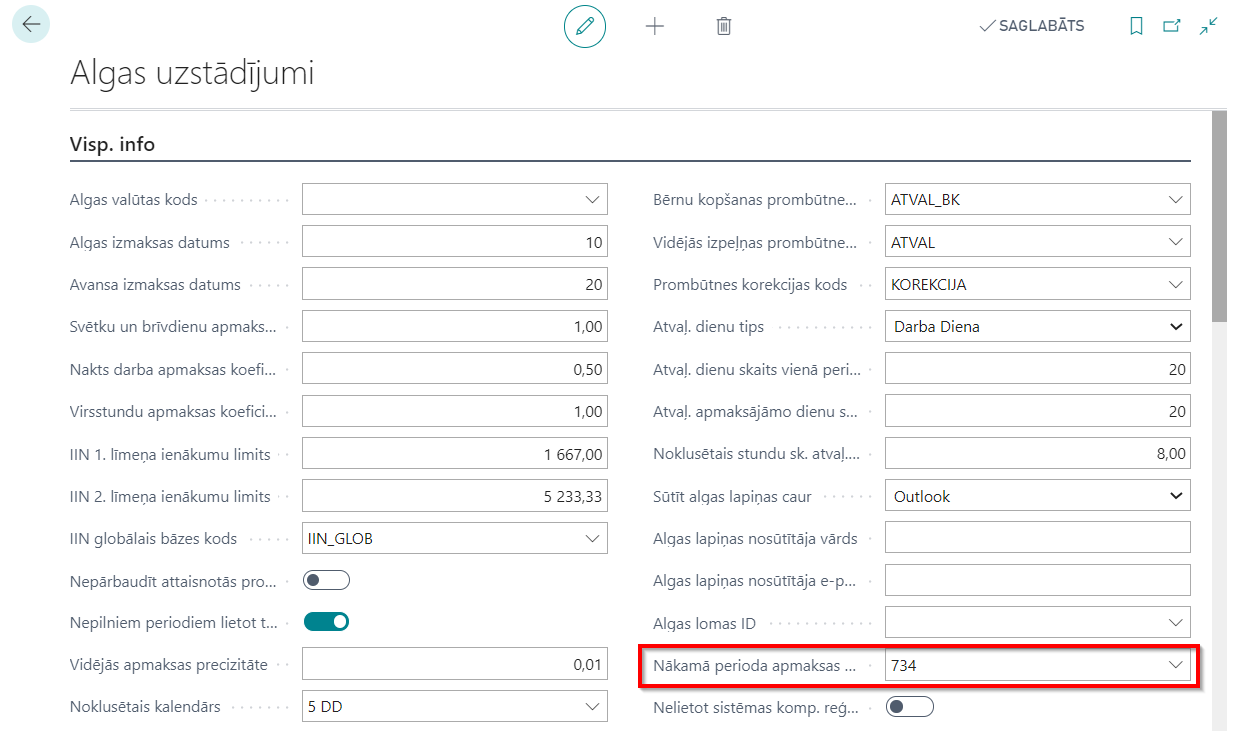 SAGLABĀTS
Algas uzstādījumi
Visp. info
Algas valūtas kods
Algas izmaksas datums 10
Avansa izmaksas datums 20
Svētku un brīvdienu apmaks... 1,00
Nakts darba apmaksas koefi... 0,50
Virsstundu apmaksas koefici... 1,00
IIN 1. līmeņa ienākumu limits 1 667,00
IIN 2. līmeņa ienākumu limits 5 233,33
IIN globālais bāzes kods IIN_GLOB
Nepārbaudīt attaisnotās pro...
Nepilniem periodiem lietot t...
Vidējās apmaksas precizitāte 0,01
Noklusētais kalendārs 5 DD
Bērnu kopšanas prombūtne... ATVAL_BK
Vidējās izpeļņas prombūtne... ATVAL
Prombūtnes korekcijas kods KOREKCIJA
Atvaļ. dienu tips Darba Diena
Atvaļ. dienu skaits vienā peri... 20
Atvaļ. apmaksājāmo dienu s... 20
Noklusētais stundu sk. atvaļ.... 8,00
Sūtīt algas lapiņas caur Outlook
Algas lapiņas nosūtītāja vārds
Algas lapiņas nosūtītāja e-p...
Algas lomas ID
Nākamā perioda apmaksas ... 734
Nelietot sistēmas komp. reģ...